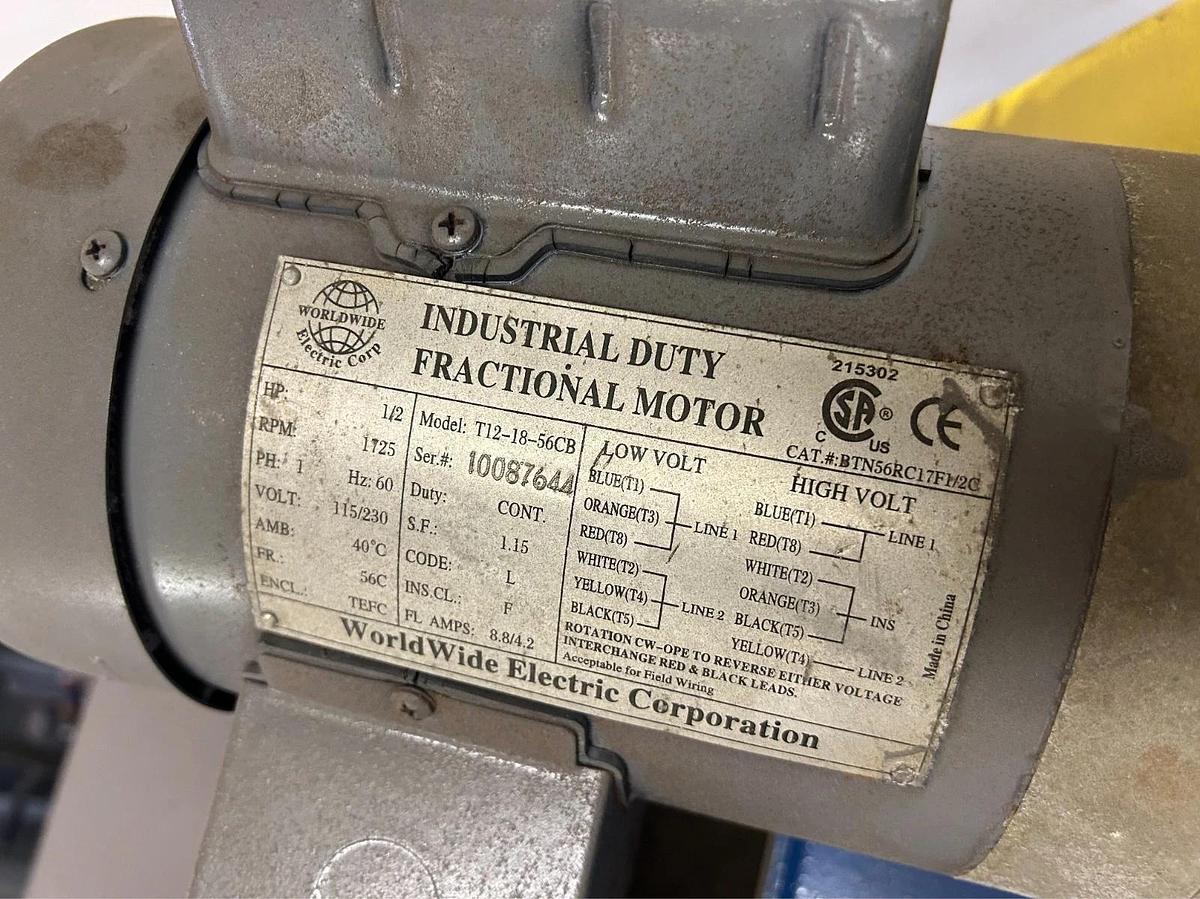 WORLDWIDE
Electric Corp
INDUSTRIAL DUTY
FRACTIONAL MOTOR
215302
SA ®
C US
CE
CAT.#:BTN56RC17F1/2C
HP: 1/2
RPM: 1725
PH: 1 Hz: 60
VOLT: 115/230
AMB: 40°C
FR.: 56C
ENCL.: TEFC
Model: T12-18-56CB
Ser.#: 10087644
Duty: CONT.
S.F.: 1.15
CODE: L
INS.CL.: F
FL AMPS: 8.8/4.2
LOW VOLT
BLUE(T1)
ORANGE(T3) LINE 1
RED(T8)
WHITE(T2)
YELLOW(T4) LINE 2
BLACK(T5)
HIGH VOLT
BLUE(T1)
RED(T8) LINE 1
WHITE(T2)
ORANGE(T3) INS
BLACK(T5)
YELLOW(T4) LINE 2
ROTATION CW-OPE TO REVERSE EITHER VOLTAGE
INTERCHANGE RED & BLACK LEADS.
Acceptable for Field Wiring
Made in China
WorldWide Electric Corporation